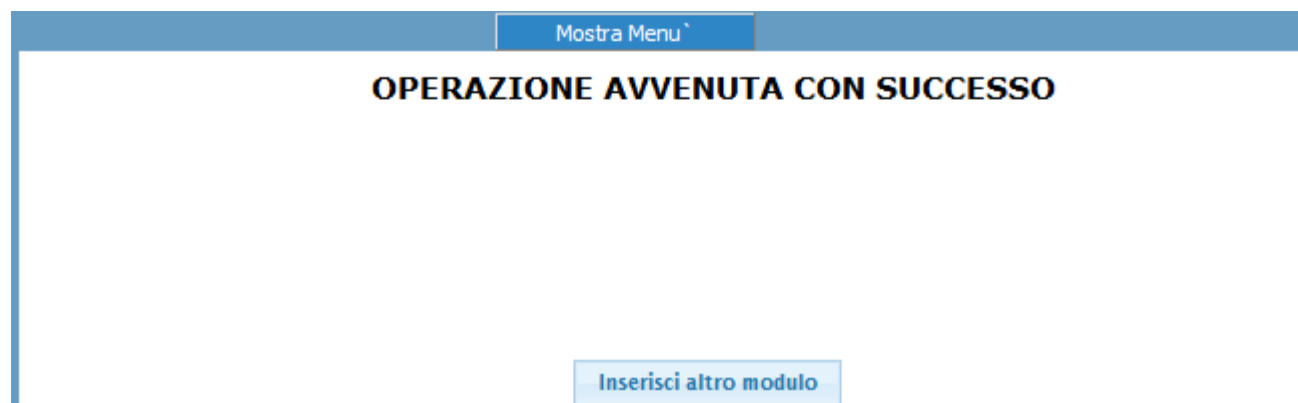 Mostra Menu`
OPERAZIONE AVVENUTA CON SUCCESSO
Inserisci altro modulo